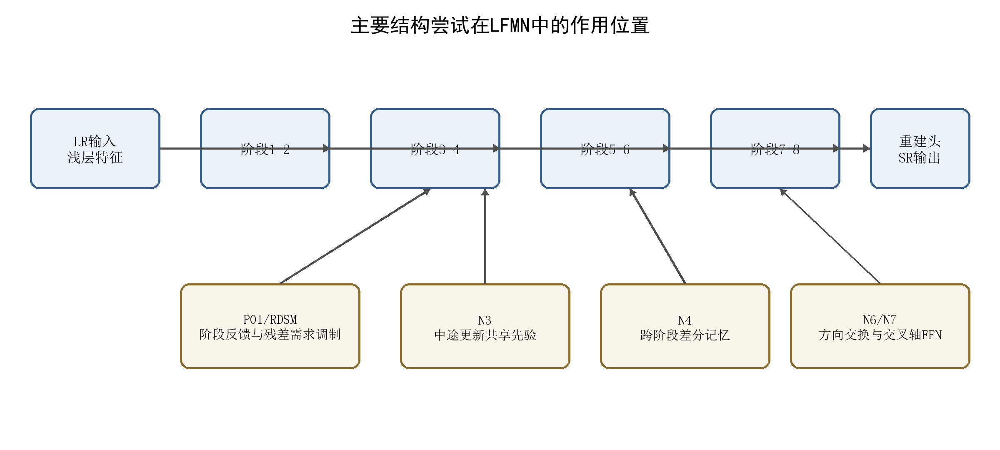 主要结构尝试在LFMN中的作用位置
LR输入
浅层特征
阶段1-2
阶段3-4
阶段5-6
阶段7-8
重建头
SR输出
P01/RDSM
阶段反馈与残差需求调制
N3
中途更新共享先验
N4
跨阶段差分记忆
N6/N7
方向交换与交叉轴FFN